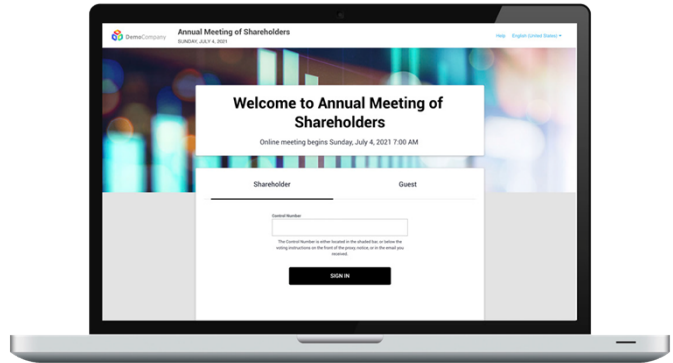 DemoCompany
Annual Meeting of Shareholders
SUNDAY, JULY 4, 2021
Help English (United States)
Welcome to Annual Meeting of
Shareholders
Online meeting begins Sunday, July 4, 2021 7:00 AM
Shareholder Guest
Control Number
The Control Number is either located in the shaded bar, or below the
voting instructions on the front of the proxy, notice, or in the email you
received.
SIGN IN